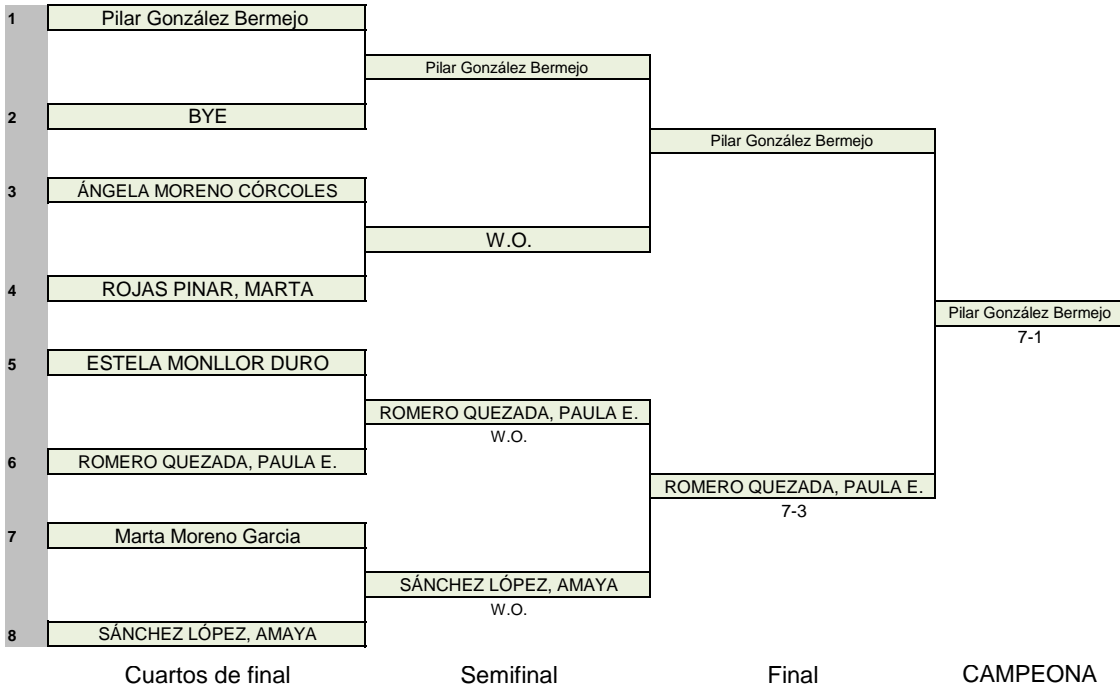 1 Pilar González Bermejo
Pilar González Bermejo
2 BYE
Pilar González Bermejo
3 ÁNGELA MORENO CÓRCOLES
W.O.
4 ROJAS PINAR, MARTA
Pilar González Bermejo
7-1
5 ESTELA MONLLOR DURO
ROMERO QUEZADA, PAULA E.
W.O.
6 ROMERO QUEZADA, PAULA E.
ROMERO QUEZADA, PAULA E.
7-3
7 Marta Moreno Garcia
SÁNCHEZ LÓPEZ, AMAYA
W.O.
8 SÁNCHEZ LÓPEZ, AMAYA
Cuartos de final Semifinal Final CAMPEONA